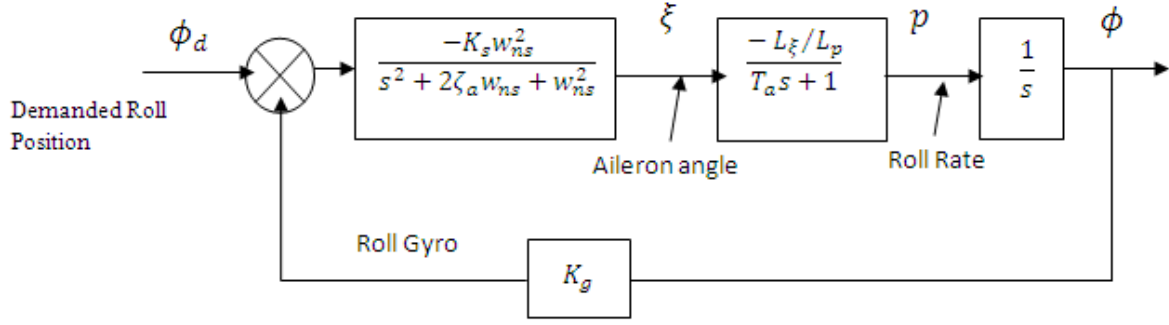 ϕ_d
Demanded Roll
Position
−K_s w_ns^2
s^2 + 2ζ_a w_ns + w_ns^2
ξ
Aileron angle
− L_ξ/L_p
T_a s + 1
p
Roll Rate
1
s
ϕ
Roll Gyro
K_g